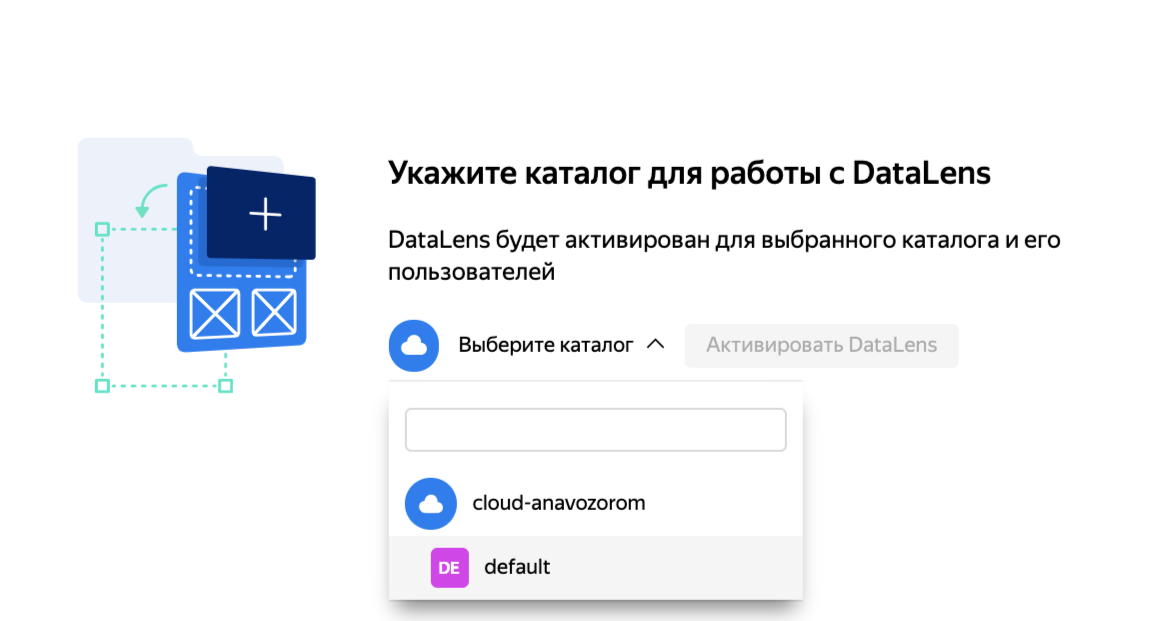 Укажите каталог для работы с DataLens
DataLens будет активирован для выбранного каталога и его
пользователей
Выберите каталог
Активировать DataLens
cloud-anavozorom
DE
default